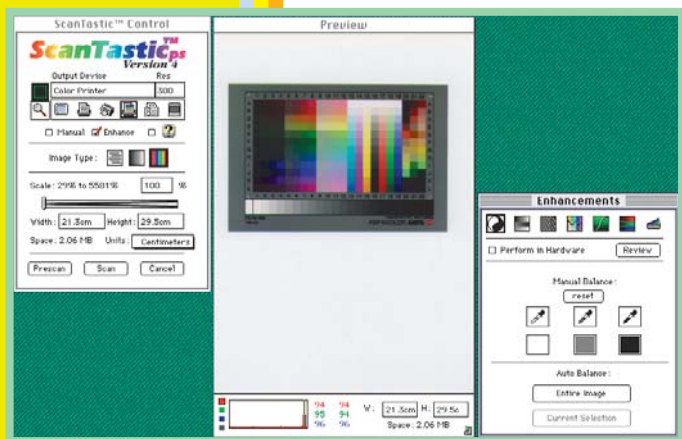 ScanTastic™ Control
ScanTastic™ ps
Version 4
Output Device Res
Color Printer 300
Manual Enhance
Image Type:
Scale: 29% to 5501% 100 %
Width: 21.3cm Height: 29.5cm
Space: 2.06 MB Units: Centimeters
Prescan Scan Cancel
Preview
94 94
95 94
96 96
W: 21.3cm H: 29.5c
Space: 2.06 MB
Enhancements
Perform in Hardware Review
Manual Balance:
reset
Auto Balance:
Entire Image
Current Selection